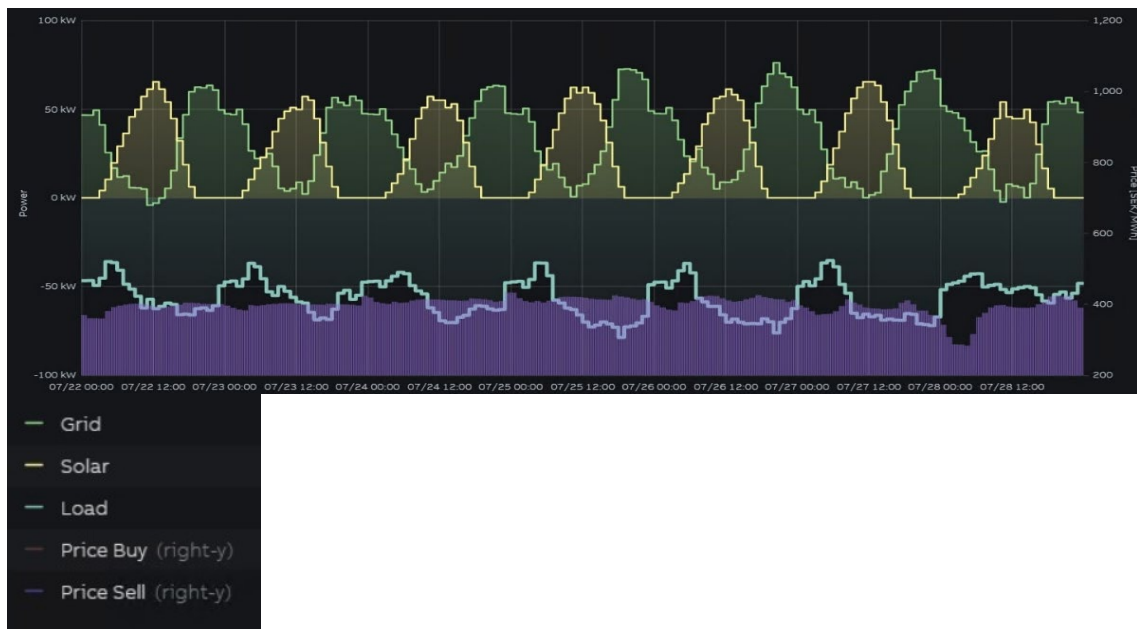 100 kW
50 kW
0 kW
-50 kW
-100 kW
Power
1,200
1,000
800
600
400
200
Price [SEK/MWh]
07/22 00:00 07/22 12:00 07/23 00:00 07/23 12:00 07/24 00:00 07/24 12:00 07/25 00:00 07/25 12:00 07/26 00:00 07/26 12:00 07/27 00:00 07/27 12:00 07/28 00:00 07/28 12:00
Grid
Solar
Load
Price Buy (right-y)
Price Sell (right-y)